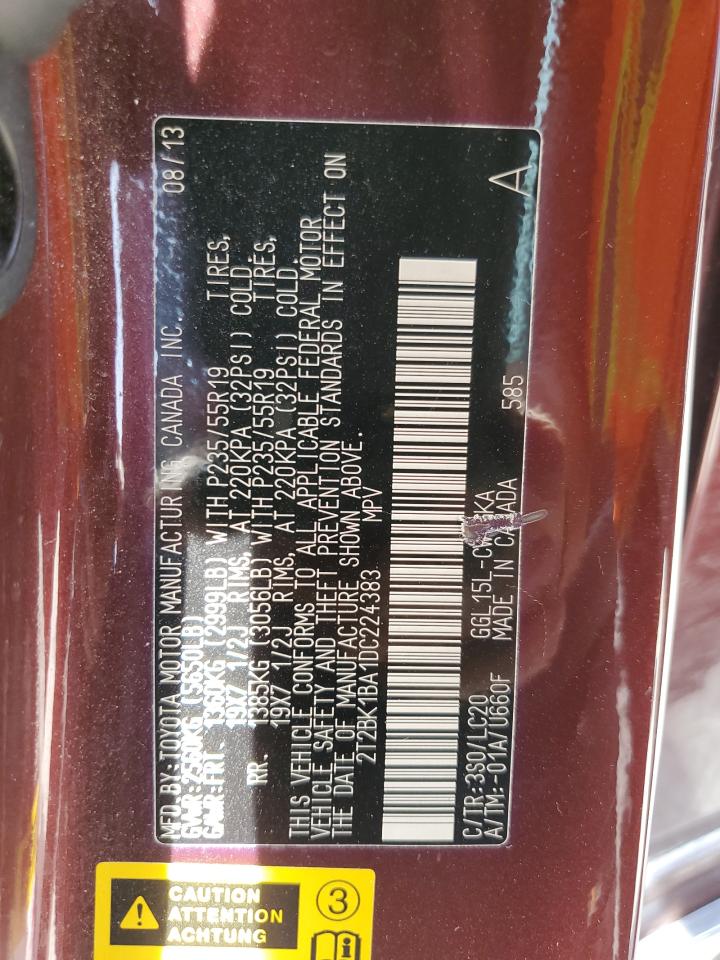 MFD BY:TOYOTA MOTOR MANUFACTURING CANADA INC. 08/13
GVWR:2560KG (5650LB)
GAWR:FRT. 1360KG (2999LB) WITH P235/55R19 TIRES,
19X7 1/2J RIMS, AT 220KPA (32PSI) COLD
RR. 1385KG (3056LB) WITH P235/55R19 TIRES,
19X7 1/2J RIMS, AT 220KPA (32PSI) COLD
THIS VEHICLE CONFORMS TO ALL APPLICABLE FEDERAL MOTOR
VEHICLE SAFETY AND THEFT PREVENTION STANDARDS IN EFFECT ON
THE DATE OF MANUFACTURE SHOWN ABOVE.
2T2BK1BA1DC224383 MPV
C/TR:3S0/LC20 GGL15L- KA
A/TM:-01A/U660F MADE IN CANADA 585 A
CAUTION
ATTENTION
ACHTUNG
3